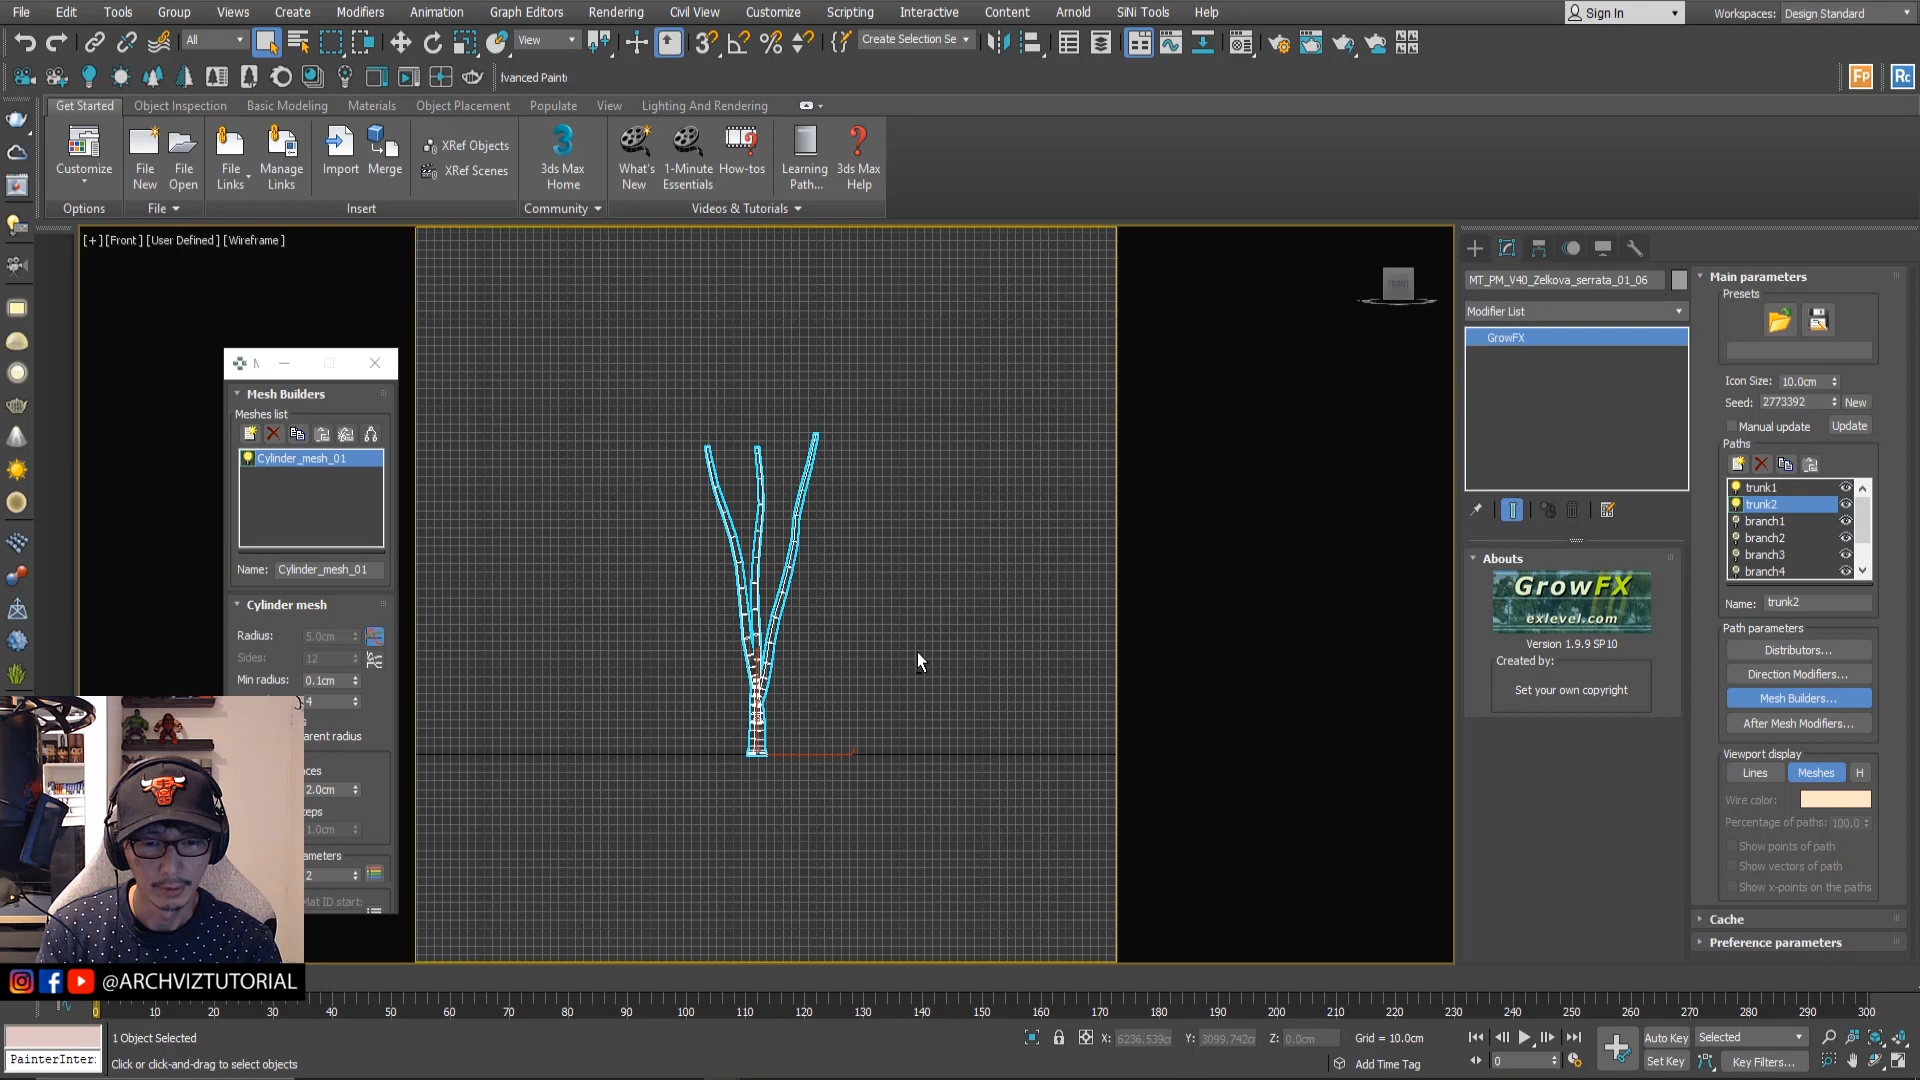 File Edit Tools Group Views Create Modifiers Animation Graph Editors Rendering Civil View Customize Scripting Interactive Content Arnold SiNi Tools Help Sign In Workspaces: Design Standard
All View Create Selection Se
Ivanced Paint Fp Rc
Get Started Object Inspection Basic Modeling Materials Object Placement Populate View Lighting And Rendering
Customize File New File Open File Links Manage Links Import Merge XRef Objects XRef Scenes 3ds Max Home What's New 1-Minute Essentials How-tos Learning Path... 3ds Max Help
Options File Insert Community Videos & Tutorials
[+] [Front] [User Defined] [Wireframe]
FRONT
Mesh Builders
Meshes list
Cylinder_mesh_01
Name: Cylinder_mesh_01
Cylinder mesh
Radius: 5.0cm
Sides: 12
Min radius: 0.1cm
4
arent radius
ces
2.0cm
eps
1.0cm
ameters
2
Mat ID start:
MT_PM_V40_Zelkova_serrata_01_06
Modifier List
GrowFX
Abouts
GrowFX
exlevel.com
Version 1.9.9 SP10
Created by:
Set your own copyright
Main parameters
Presets
Icon Size: 10.0cm
Seed: 2773392 New
Manual update Update
Paths
trunk1
trunk2
branch1
branch2
branch3
branch4
Name: trunk2
Path parameters
Distributors...
Direction Modifiers...
Mesh Builders...
After Mesh Modifiers...
Viewport display
Lines Meshes H
Wire color:
Percentage of paths: 100.0
Show points of path
Show vectors of path
Show x-points on the paths
Cache
Preference parameters
@ARCHVIZTUTORIAL
0 10 20 30 40 50 60 70 80 90 100 110 120 130 140 150 160 170 180 190 200 210 220 230 240 250 260 270 280 290 300
1 Object Selected X: 6236.539cm Y: 3099.742cm Z: 0.0cm Grid = 10.0cm Auto Key Selected
PainterInter: Click or click-and-drag to select objects Add Time Tag 0 Set Key Key Filters...